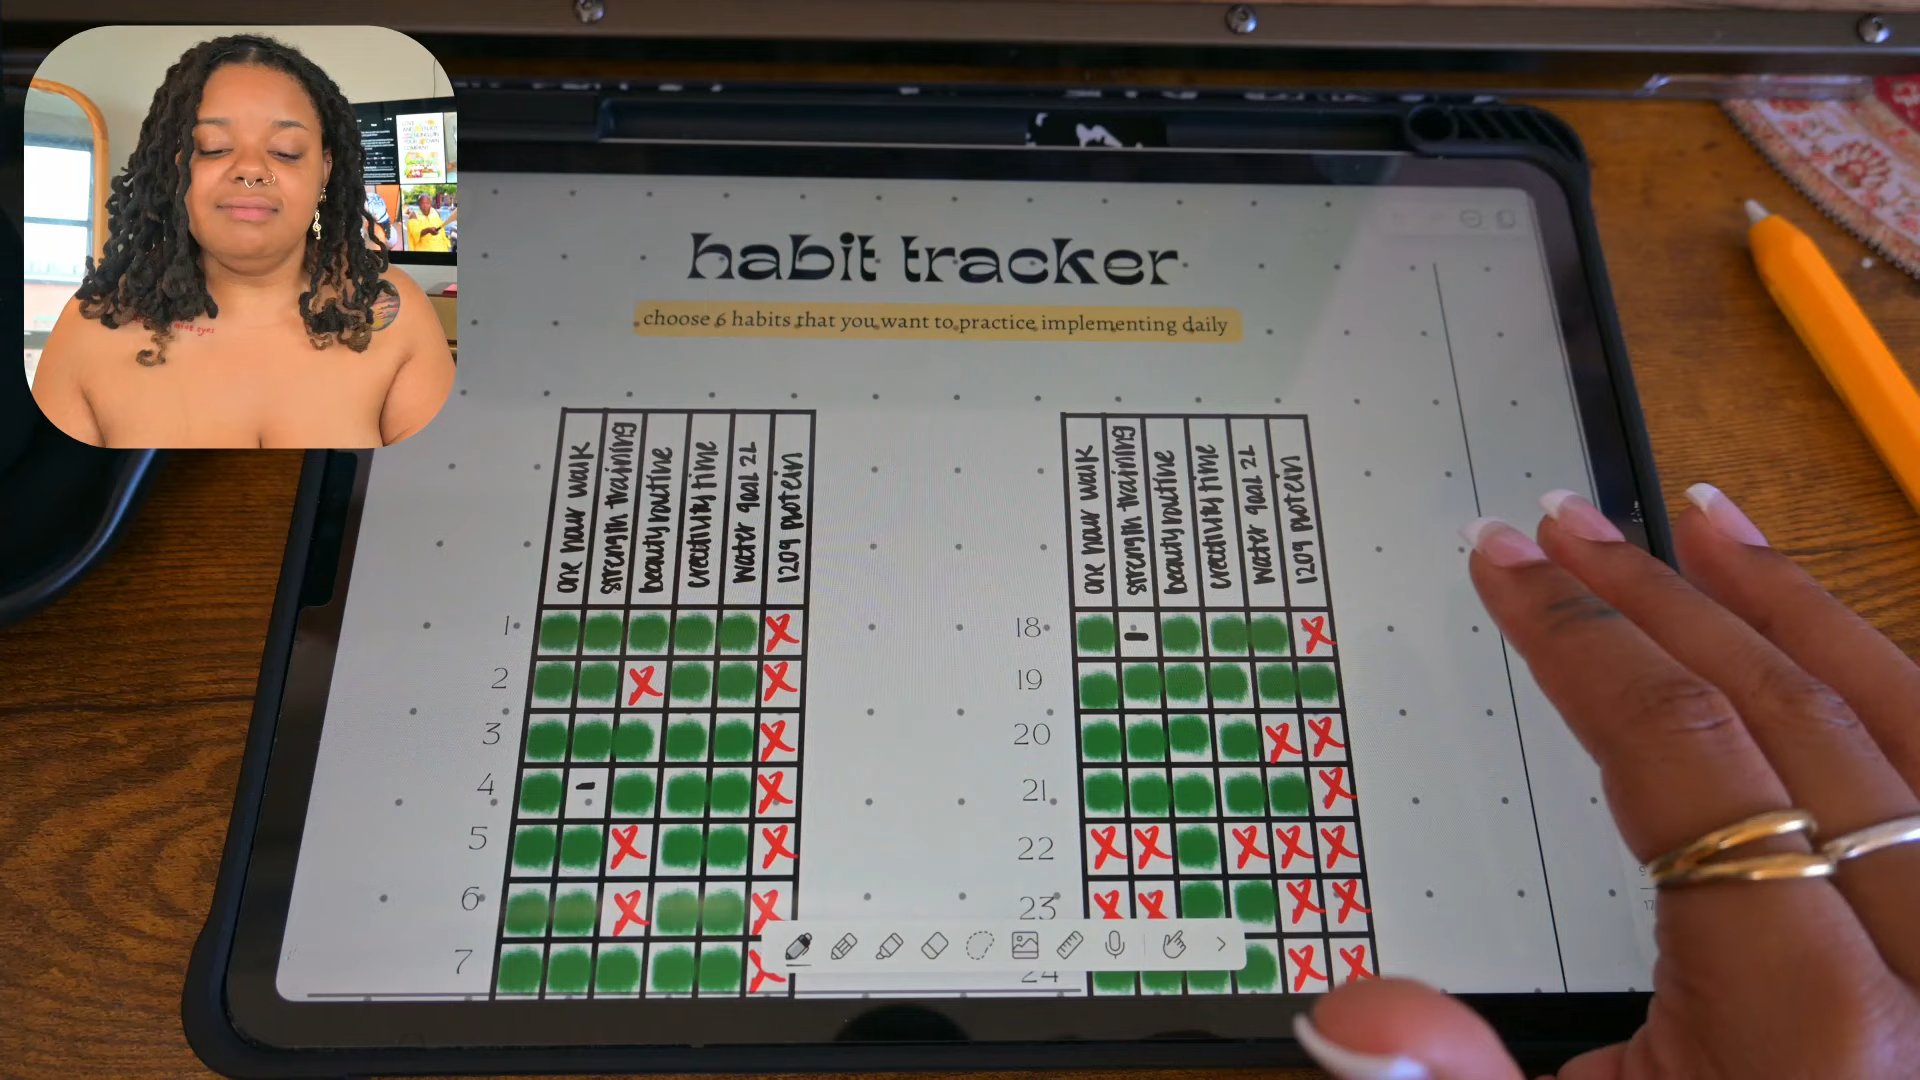 habit tracker
choose 6 habits that you want to practice implementing daily
one hour walk
strength training
beauty routine
creativity time
water goal 2L
120g protein
1
2
3
4
5
6
7
one hour walk
strength training
beauty routine
creativity time
water goal 2L
120g protein
18
19
20
21
22
23
24